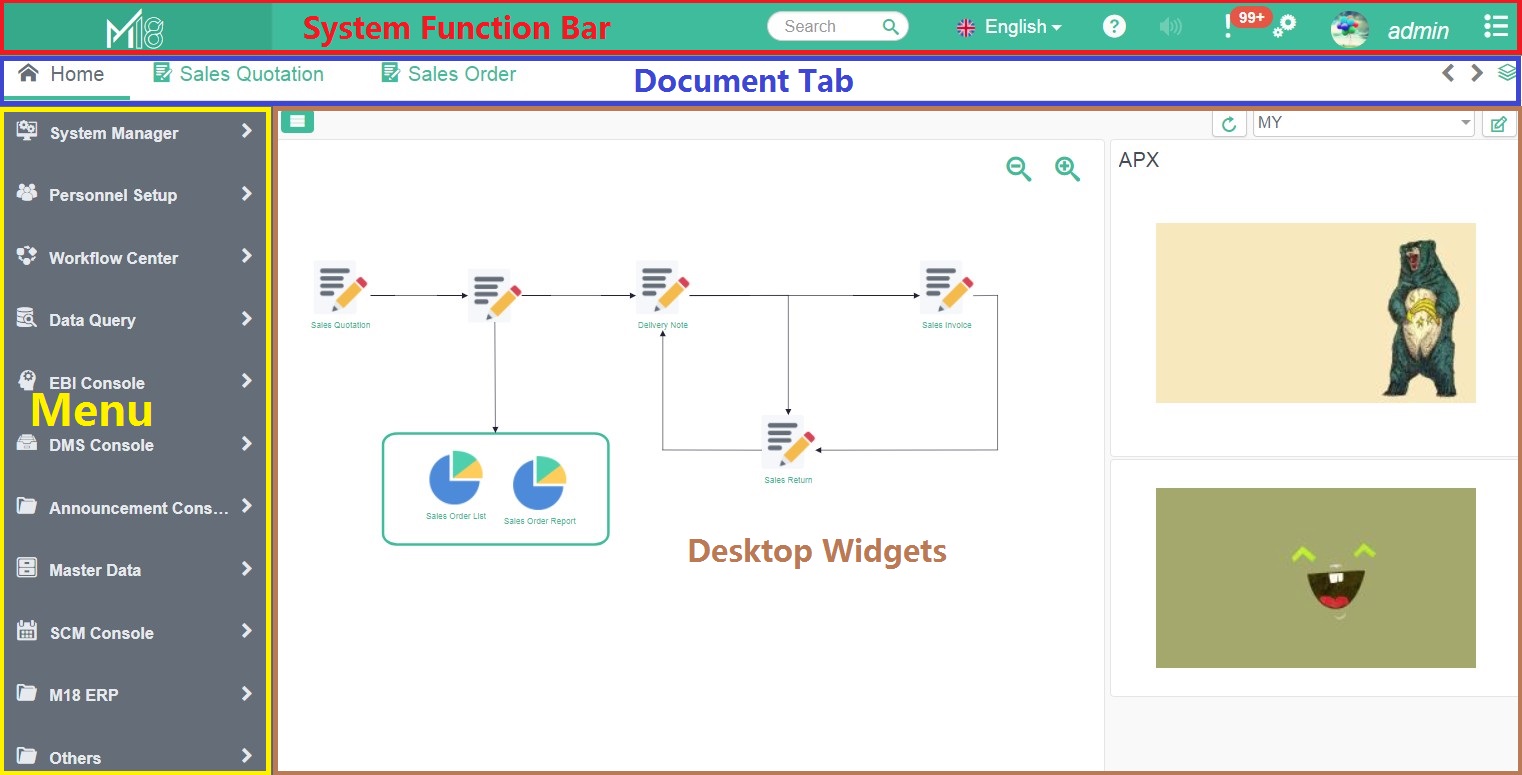 M18 System Function Bar Search English ? ! 99+ admin
Home Sales Quotation Sales Order Document Tab
MY
System Manager
Personnel Setup
Workflow Center
Data Query
EBI Console
Menu
DMS Console
Announcement Cons...
Master Data
SCM Console
M18 ERP
Others
APX
Sales Quotation
Delivery Note
Sales Invoice
Sales Return
Sales Order List
Sales Order Report
Desktop Widgets